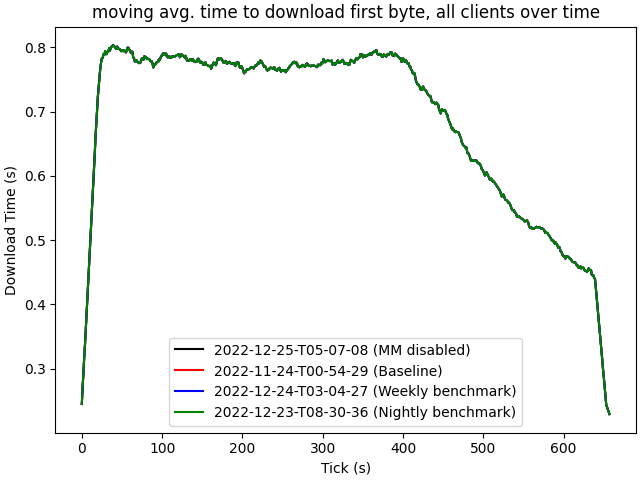 moving avg. time to download first byte, all clients over time
Download Time (s)
0.8
0.7
0.6
0.5
0.4
0.3
2022-12-25-T05-07-08 (MM disabled)
2022-11-24-T00-54-29 (Baseline)
2022-12-24-T03-04-27 (Weekly benchmark)
2022-12-23-T08-30-36 (Nightly benchmark)
0 100 200 300 400 500 600
Tick (s)